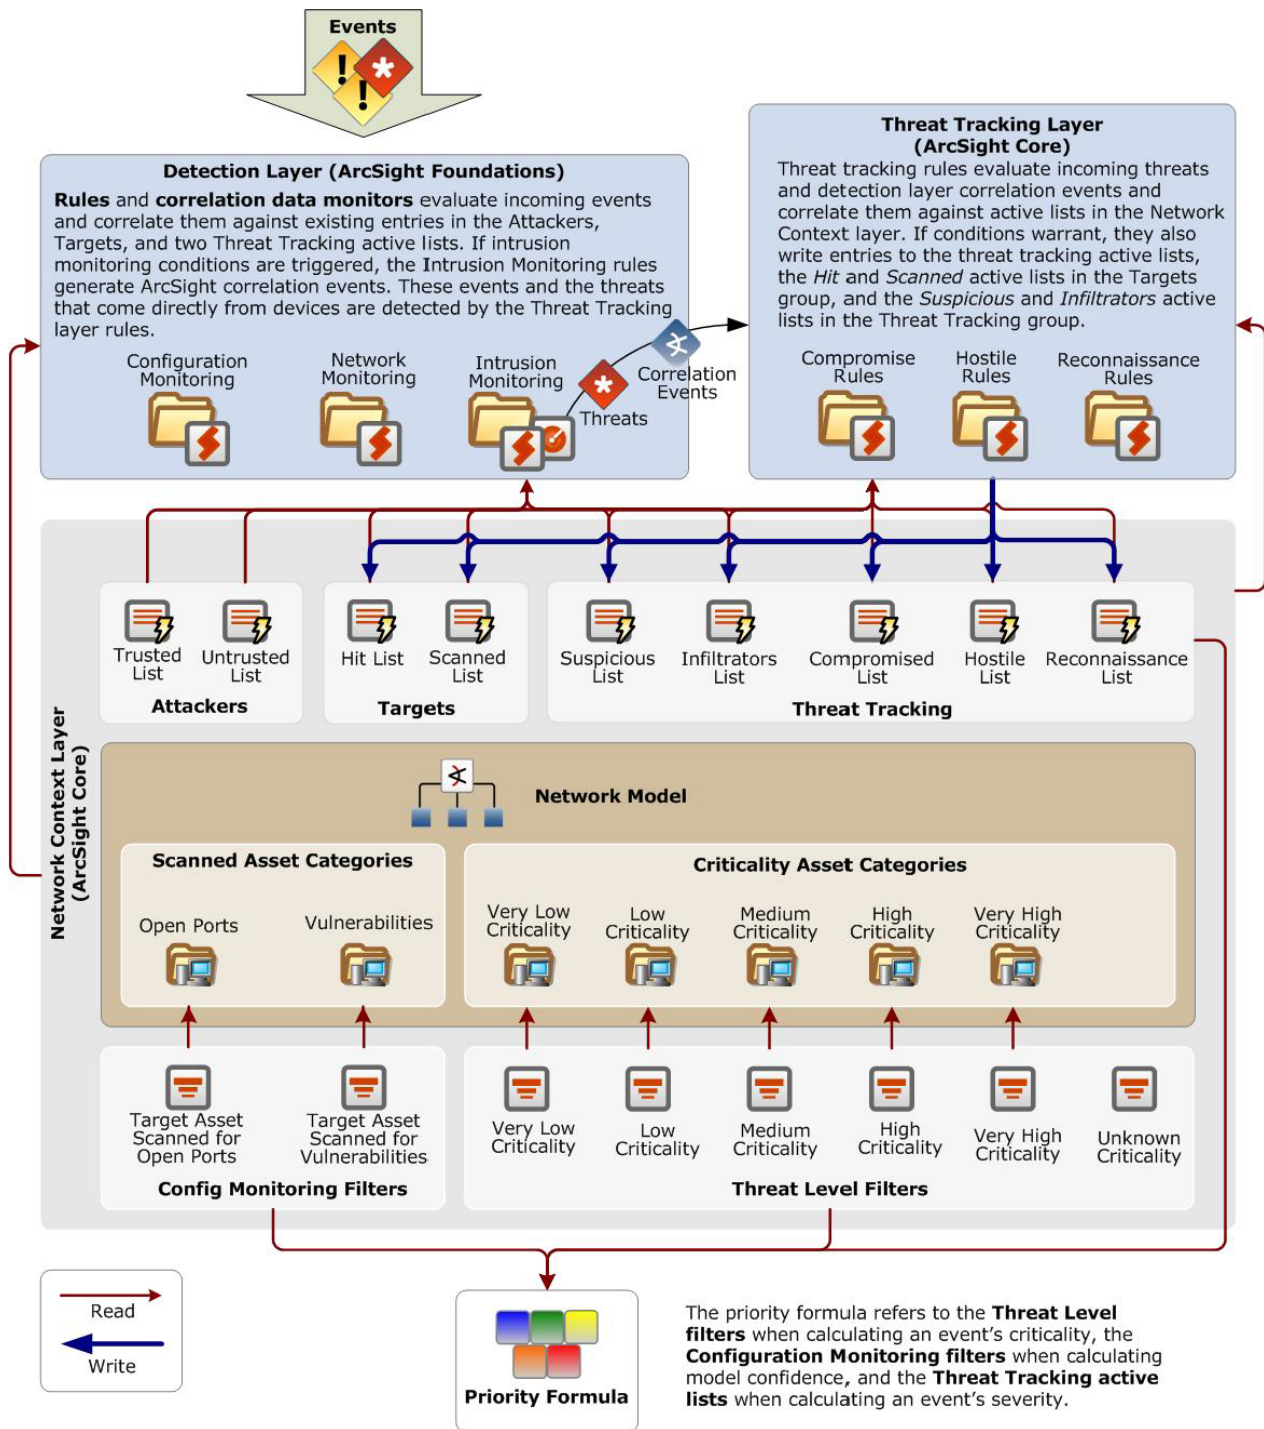 Events
Detection Layer (ArcSight Foundations)
Rules and correlation data monitors evaluate incoming events
and correlate them against existing entries in the Attackers,
Targets, and two Threat Tracking active lists. If intrusion
monitoring conditions are triggered, the Intrusion Monitoring rules
generate ArcSight correlation events. These events and the threats
that come directly from devices are detected by the Threat Tracking
layer rules.
Configuration
Monitoring
Network
Monitoring
Intrusion
Monitoring
Threats
Correlation
Events
Threat Tracking Layer
(ArcSight Core)
Threat tracking rules evaluate incoming threats
and detection layer correlation events and
correlate them against active lists in the Network
Context layer. If conditions warrant, they also
write entries to the threat tracking active lists,
the Hit and Scanned active lists in the Targets
group, and the Suspicious and Infiltrators active
lists in the Threat Tracking group.
Compromise
Rules
Hostile
Rules
Reconnaissance
Rules
Network Context Layer
(ArcSight Core)
Trusted
List
Untrusted
List
Attackers
Hit List
Scanned
List
Targets
Suspicious
List
Infiltrators
List
Compromised
List
Hostile
List
Reconnaissance
List
Threat Tracking
Network Model
Scanned Asset Categories
Open Ports
Vulnerabilities
Criticality Asset Categories
Very Low
Criticality
Low
Criticality
Medium
Criticality
High
Criticality
Very High
Criticality
Target Asset
Scanned for
Open Ports
Target Asset
Scanned for
Vulnerabilities
Config Monitoring Filters
Very Low
Criticality
Low
Criticality
Medium
Criticality
High
Criticality
Very High
Criticality
Unknown
Criticality
Threat Level Filters
Read
Write
Priority Formula
The priority formula refers to the Threat Level
filters when calculating an event's criticality, the
Configuration Monitoring filters when calculating
model confidence, and the Threat Tracking active
lists when calculating an event's severity.